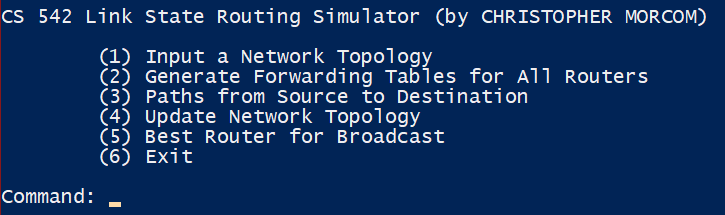 CS 542 Link State Routing Simulator (by CHRISTOPHER MORCOM)
(1) Input a Network Topology
(2) Generate Forwarding Tables for All Routers
(3) Paths from Source to Destination
(4) Update Network Topology
(5) Best Router for Broadcast
(6) Exit
Command: _